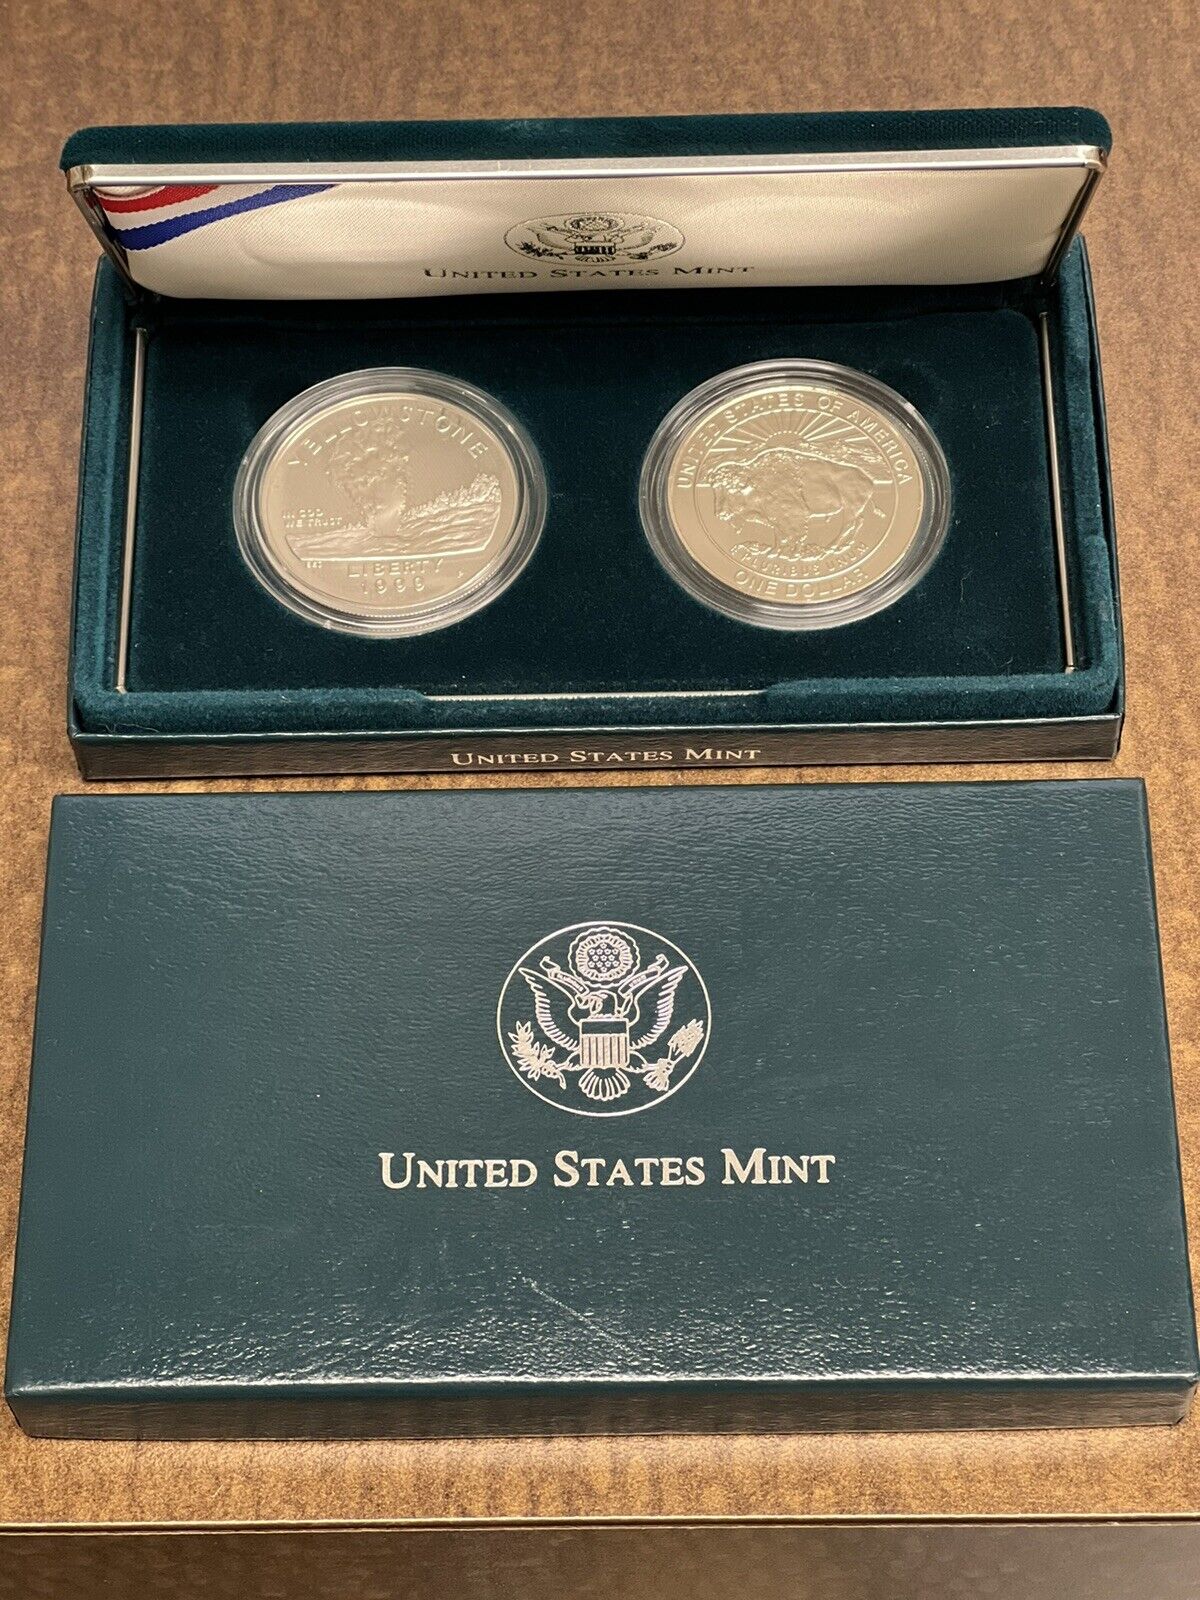 UNITED STATES MINT
YELLOWSTONE
IN GOD
WE TRUST
LIBERTY
1999
P
UNITED STATES OF AMERICA
E PLURIBUS UNUM
ONE DOLLAR
UNITED STATES MINT
UNITED STATES MINT